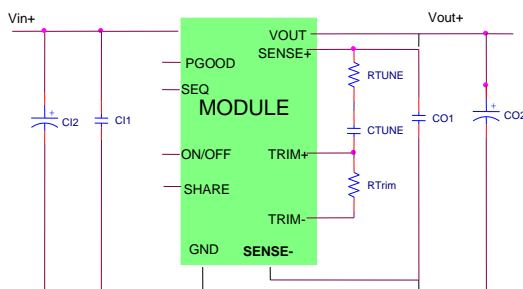 Vin+
Vout+
VOUT
SENSE+
PGOOD
RTUNE
SEQ
MODULE
CI2
CI1
CTUNE
CO1
CO2
ON/OFF
TRIM+
SHARE
RTrim
TRIM-
GND
SENSE-